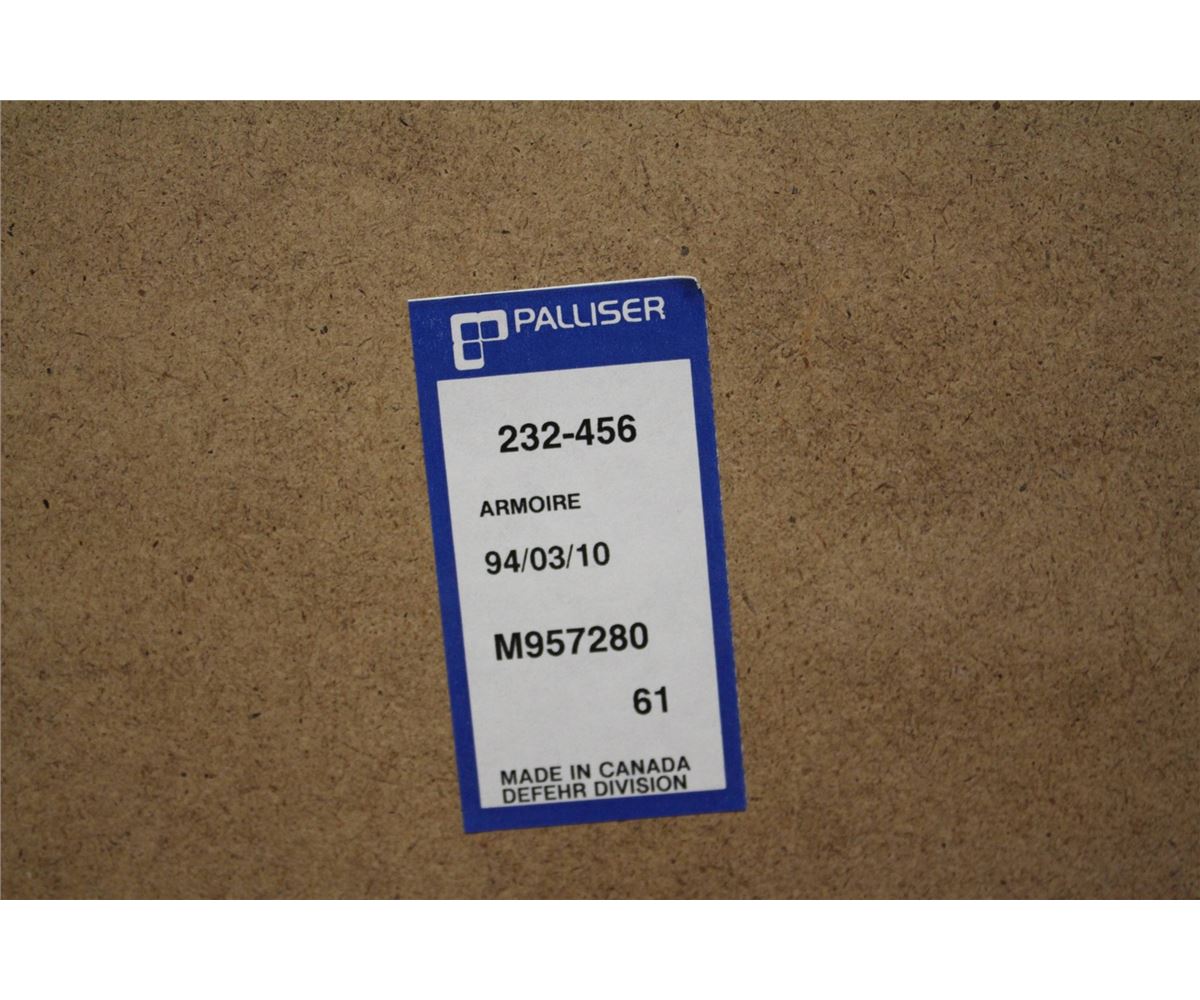 PALLISER
232-456
ARMOIRE
94/03/10
M957280
61
MADE IN CANADA
DEFEHR DIVISION